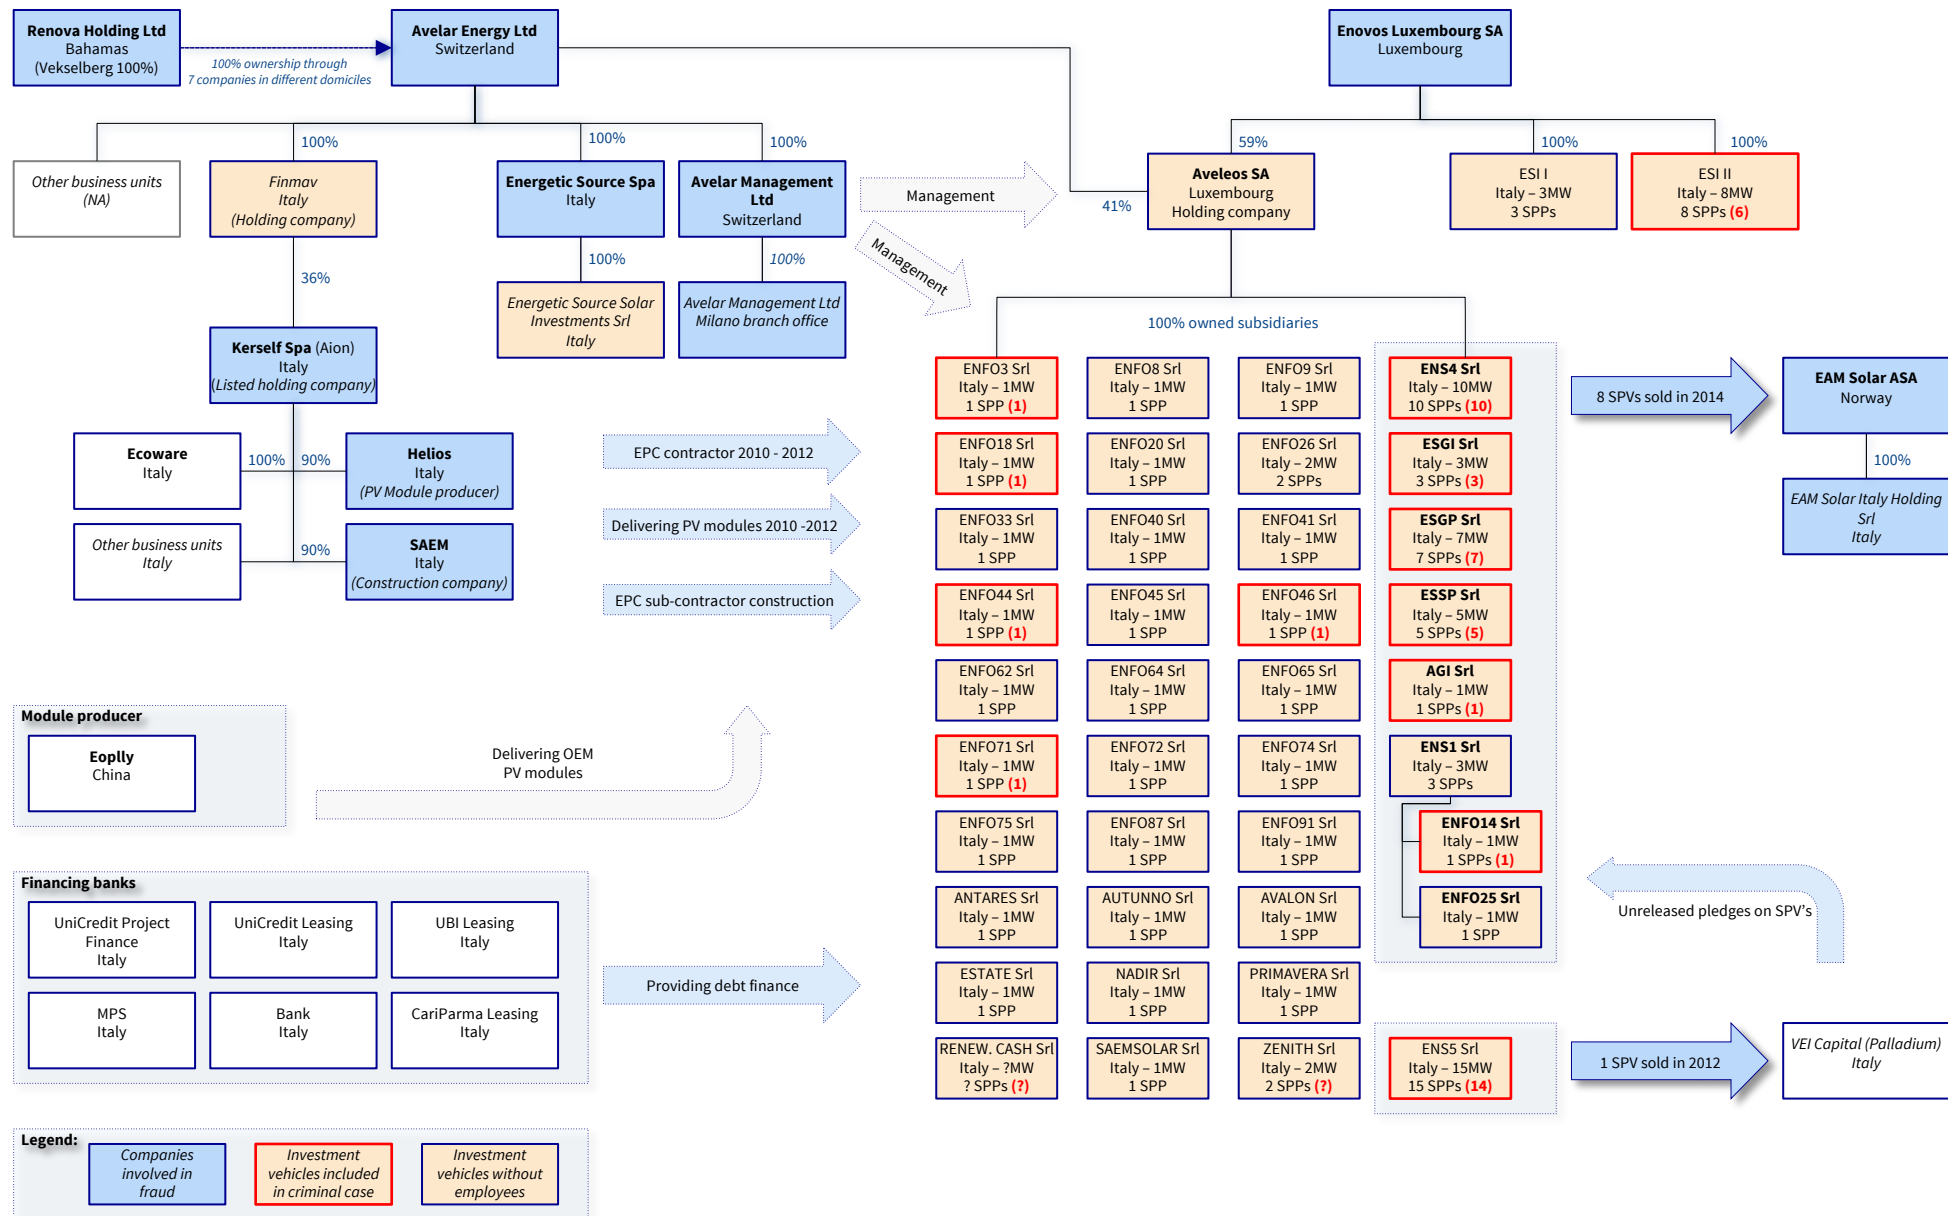 Renova Holding Ltd
Bahamas
(Vekselberg 100%)
100% ownership through
7 companies in different domiciles
Avelar Energy Ltd
Switzerland
Enovos Luxembourg SA
Luxembourg
100%
100%
100%
59%
100%
100%
Other business units
(NA)
Finmav
Italy
(Holding company)
Energetic Source Spa
Italy
Avelar Management
Ltd
Switzerland
Management
41%
Aveleos SA
Luxembourg
Holding company
ESI I
Italy – 3MW
3 SPPs
ESI II
Italy – 8MW
8 SPPs (6)
36%
100%
100%
Management
Energetic Source Solar
Investments Srl
Italy
Avelar Management Ltd
Milano branch office
100% owned subsidiaries
Kerself Spa (Aion)
Italy
(Listed holding company)
Ecoware
Italy
100%
90%
Helios
Italy
(PV Module producer)
Other business units
Italy
90%
SAEM
Italy
(Construction company)
EPC contractor 2010 - 2012
Delivering PV modules 2010 -2012
EPC sub-contractor construction
ENFO3 Srl
Italy – 1MW
1 SPP (1)
ENFO8 Srl
Italy – 1MW
1 SPP
ENFO9 Srl
Italy – 1MW
1 SPP
ENS4 Srl
Italy – 10MW
10 SPPs (10)
ENFO18 Srl
Italy – 1MW
1 SPP (1)
ENFO20 Srl
Italy – 1MW
1 SPP
ENFO26 Srl
Italy – 2MW
2 SPPs
ESGI Srl
Italy – 3MW
3 SPPs (3)
ENFO33 Srl
Italy – 1MW
1 SPP
ENFO40 Srl
Italy – 1MW
1 SPP
ENFO41 Srl
Italy – 1MW
1 SPP
ESGP Srl
Italy – 7MW
7 SPPs (7)
ENFO44 Srl
Italy – 1MW
1 SPP (1)
ENFO45 Srl
Italy – 1MW
1 SPP
ENFO46 Srl
Italy – 1MW
1 SPP (1)
ESSP Srl
Italy – 5MW
5 SPPs (5)
ENFO62 Srl
Italy – 1MW
1 SPP
ENFO64 Srl
Italy – 1MW
1 SPP
ENFO65 Srl
Italy – 1MW
1 SPP
AGI Srl
Italy – 1MW
1 SPPs (1)
ENFO71 Srl
Italy – 1MW
1 SPP (1)
ENFO72 Srl
Italy – 1MW
1 SPP
ENFO74 Srl
Italy – 1MW
1 SPP
ENS1 Srl
Italy – 3MW
3 SPPs
ENFO75 Srl
Italy – 1MW
1 SPP
ENFO87 Srl
Italy – 1MW
1 SPP
ENFO91 Srl
Italy – 1MW
1 SPP
ENFO14 Srl
Italy – 1MW
1 SPPs (1)
ANTARES Srl
Italy – 1MW
1 SPP
AUTUNNO Srl
Italy – 1MW
1 SPP
AVALON Srl
Italy – 1MW
1 SPP
ENFO25 Srl
Italy – 1MW
1 SPP
ESTATE Srl
Italy – 1MW
1 SPP
NADIR Srl
Italy – 1MW
1 SPP
PRIMAVERA Srl
Italy – 1MW
1 SPP
RENEW. CASH Srl
Italy – ?MW
? SPPs (?)
SAEMSOLAR Srl
Italy – 1MW
1 SPP
ZENITH Srl
Italy – 2MW
2 SPPs (?)
ENS5 Srl
Italy – 15MW
15 SPPs (14)
8 SPVs sold in 2014
EAM Solar ASA
Norway
100%
EAM Solar Italy Holding
Srl
Italy
Unreleased pledges on SPV's
1 SPV sold in 2012
VEI Capital (Palladium)
Italy
Module producer
Eoplly
China
Delivering OEM
PV modules
Financing banks
UniCredit Project
Finance
Italy
UniCredit Leasing
Italy
UBI Leasing
Italy
MPS
Italy
Bank
Italy
CariParma Leasing
Italy
Providing debt finance
Legend:
Companies
involved in
fraud
Investment
vehicles included
in criminal case
Investment
vehicles without
employees